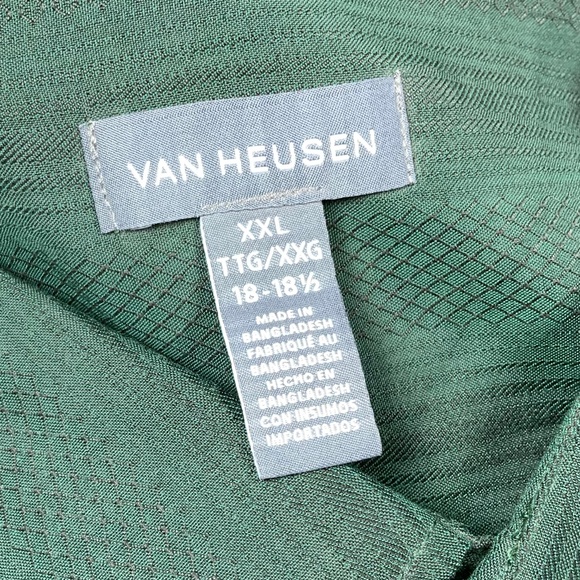 VAN HEUSEN
XXL
TTG/XXG
18-18½
MADE IN
BANGLADESH
FABRIQUÉ AU
BANGLADESH
HECHO EN
BANGLADESH
CON INSUMOS
IMPORTADOS